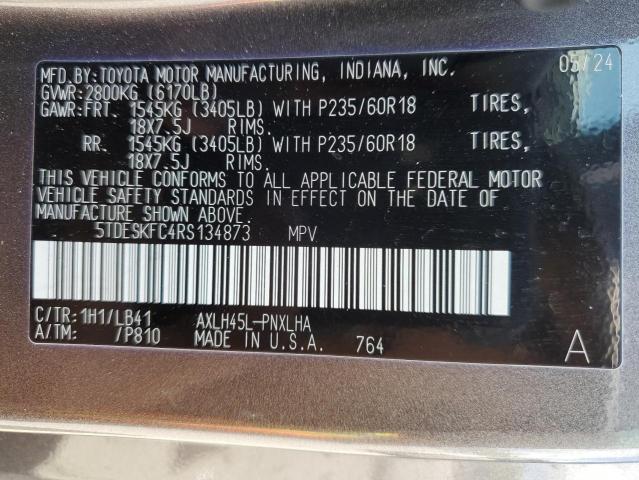 MFD.BY:TOYOTA MOTOR MANUFACTURING, INDIANA, INC. 05/24
GVWR:2800KG (6170LB)
GAWR:FRT. 1545KG (3405LB) WITH P235/60R18 TIRES,
18X7.5J RIMS.
RR. 1545KG (3405LB) WITH P235/60R18 TIRES,
18X7.5J RIMS.
THIS VEHICLE CONFORMS TO ALL APPLICABLE FEDERAL MOTOR
VEHICLE SAFETY STANDARDS IN EFFECT ON THE DATE OF
MANUFACTURE SHOWN ABOVE.
5TDESKFC4RS134873 MPV
C/TR:1H1/LB41 AXLH45L-PNXLHA
A/TM: /P810 MADE IN U.S.A. 764 A